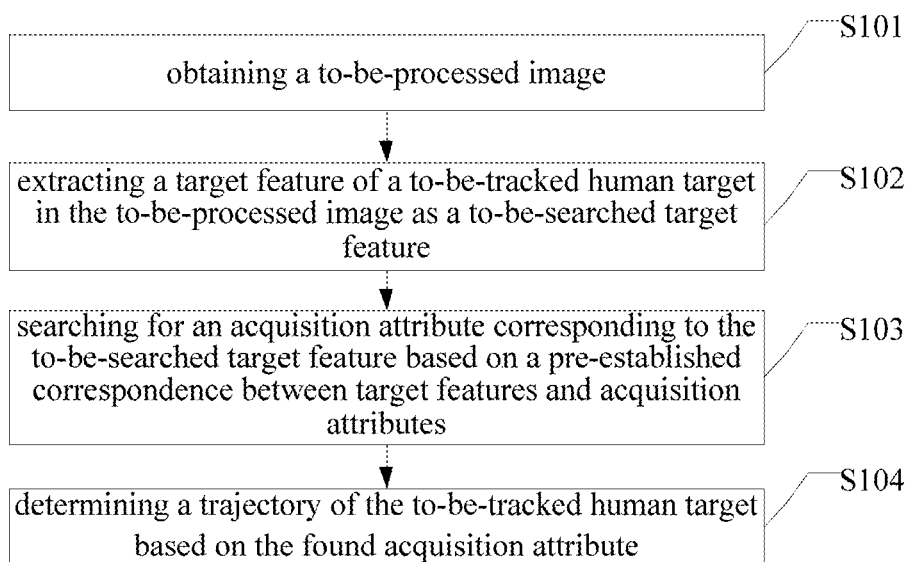 S101
obtaining a to-be-processed image
S102
extracting a target feature of a to-be-tracked human target
in the to-be-processed image as a to-be-searched target
feature
S103
searching for an acquisition attribute corresponding to the
to-be-searched target feature based on a pre-established
correspondence between target features and acquisition
attributes
S104
determining a trajectory of the to-be-tracked human target
based on the found acquisition attribute